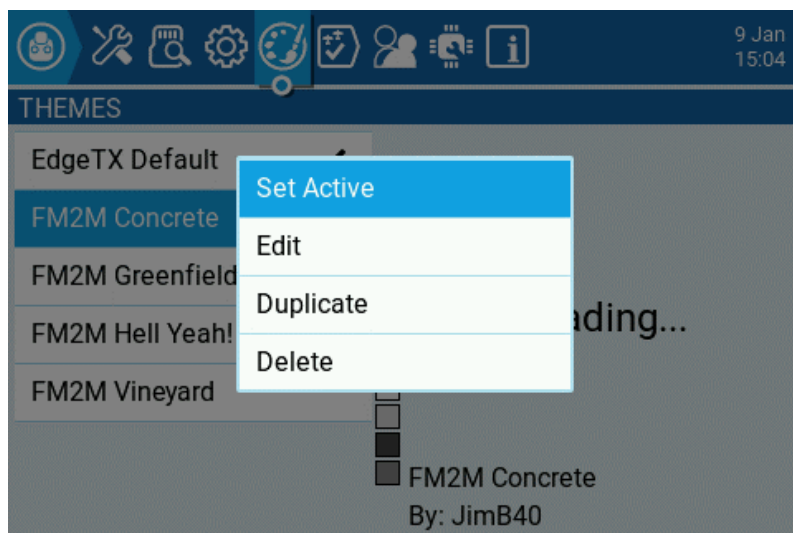 9 Jan
15:04
THEMES
EdgeTX Default
FM2M Concrete
FM2M Greenfield
FM2M Hell Yeah!
FM2M Vineyard
Set Active
Edit
Duplicate
Delete
ading...
FM2M Concrete
By: JimB40